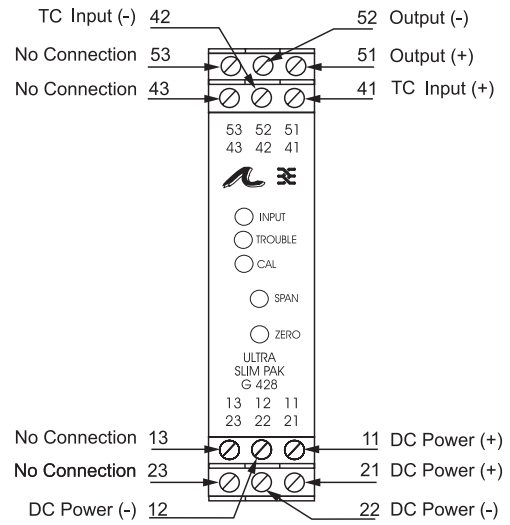 TC Input (-) 42
52 Output (-)
No Connection 53
51 Output (+)
No Connection 43
41 TC Input (+)
53 52 51
43 42 41
INPUT
TROUBLE
CAL
SPAN
ZERO
ULTRA
SLIM PAK
G 428
13 12 11
23 22 21
No Connection 13
11 DC Power (+)
No Connection 23
21 DC Power (+)
DC Power (-) 12
22 DC Power (-)